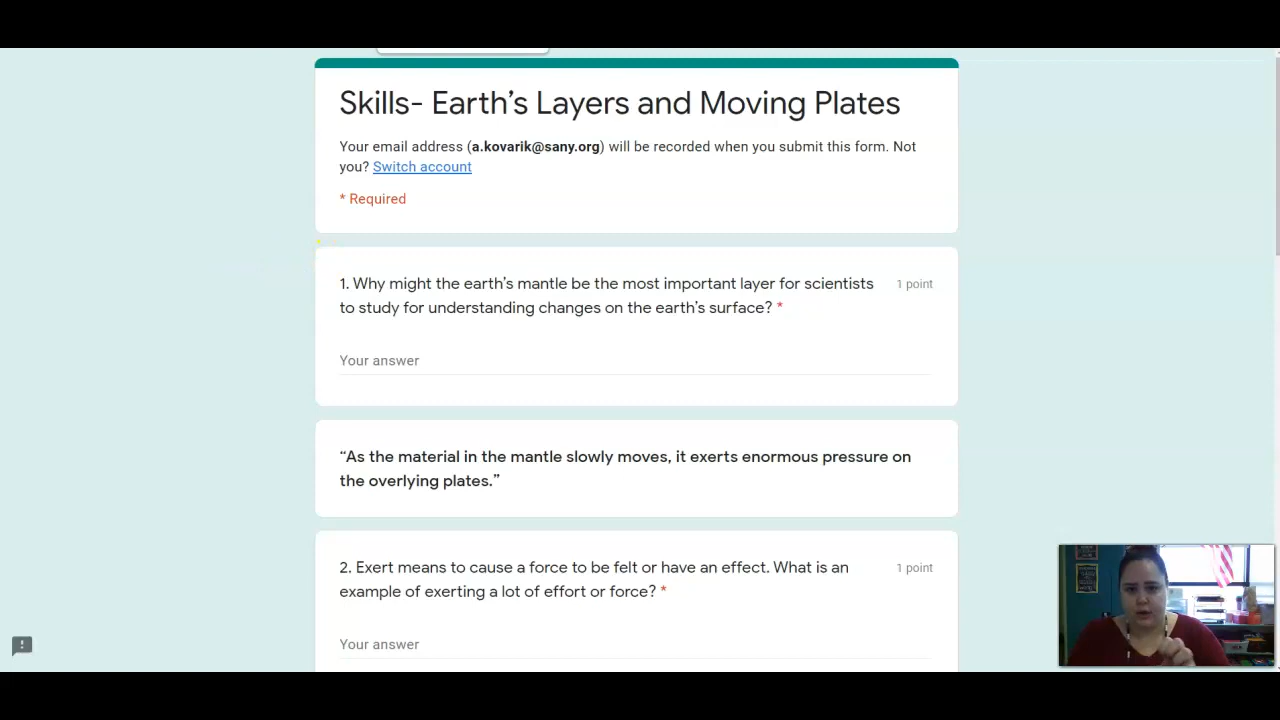 Skills- Earth's Layers and Moving Plates
Your email address (a.kovarik@sany.org) will be recorded when you submit this form. Not
you? Switch account
* Required
1. Why might the earth's mantle be the most important layer for scientists
to study for understanding changes on the earth's surface? *
1 point
Your answer
“As the material in the mantle slowly moves, it exerts enormous pressure on
the overlying plates.”
2. Exert means to cause a force to be felt or have an effect. What is an
example of exerting a lot of effort or force? *
1 point
Your answer